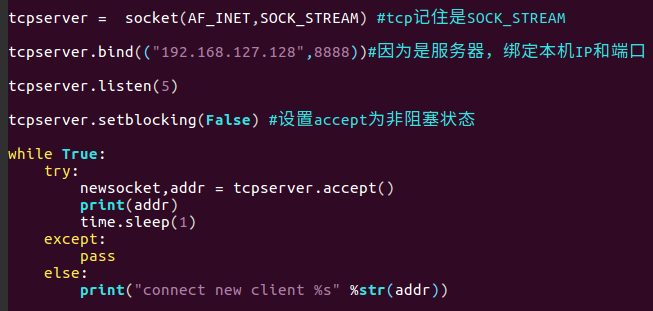 tcpserver =  socket(AF_INET,SOCK_STREAM) #tcp记住是SOCK_STREAM
tcpserver.bind(("192.168.127.128",8888))#因为是服务器，绑定本机IP和端口
tcpserver.listen(5)
tcpserver.setblocking(False) #设置accept为非阻塞状态
while True:
    try:
        newsocket,addr = tcpserver.accept()
        print(addr)
        time.sleep(1)
    except:
        pass
    else:
        print("connect new client %s" %str(addr))